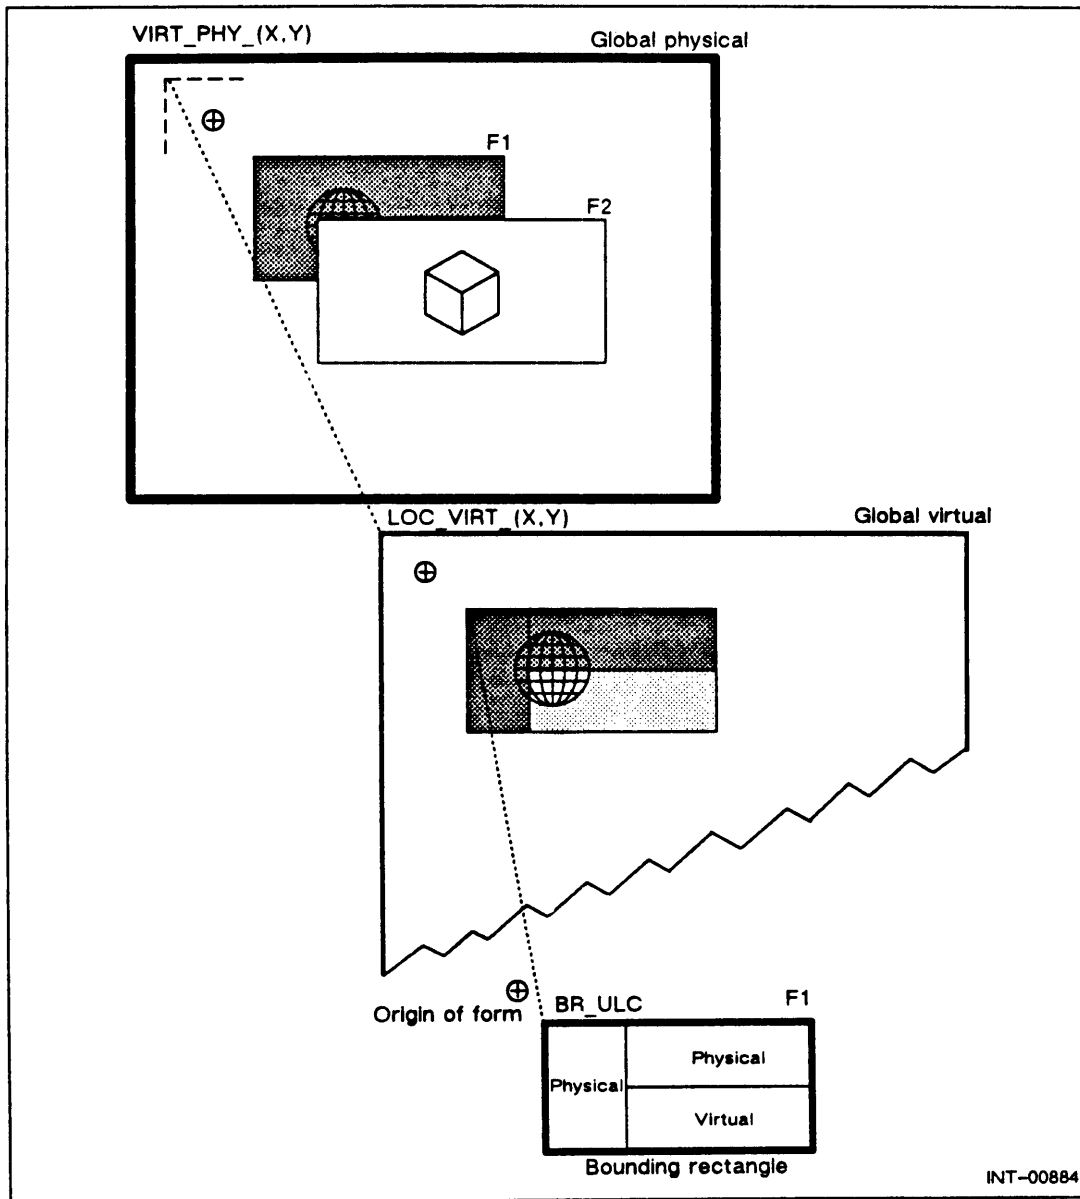 VIRT_PHY_(X,Y)
Global physical
F1
F2
LOC_VIRT_(X,Y)
Global virtual
Origin of form
BR_ULC
F1
Physical
Physical
Virtual
Bounding rectangle
INT-00884